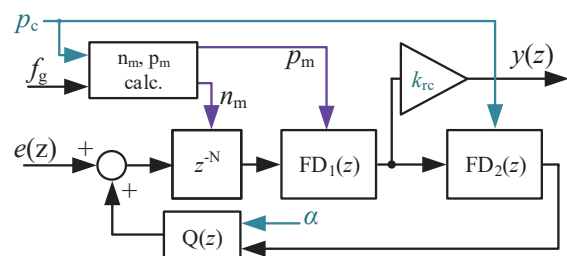 p_c
f_g
n_m, p_m
calc.
p_m
n_m
k_rc
y(z)
e(z)
+
+
z^-N
FD_1(z)
FD_2(z)
Q(z)
α